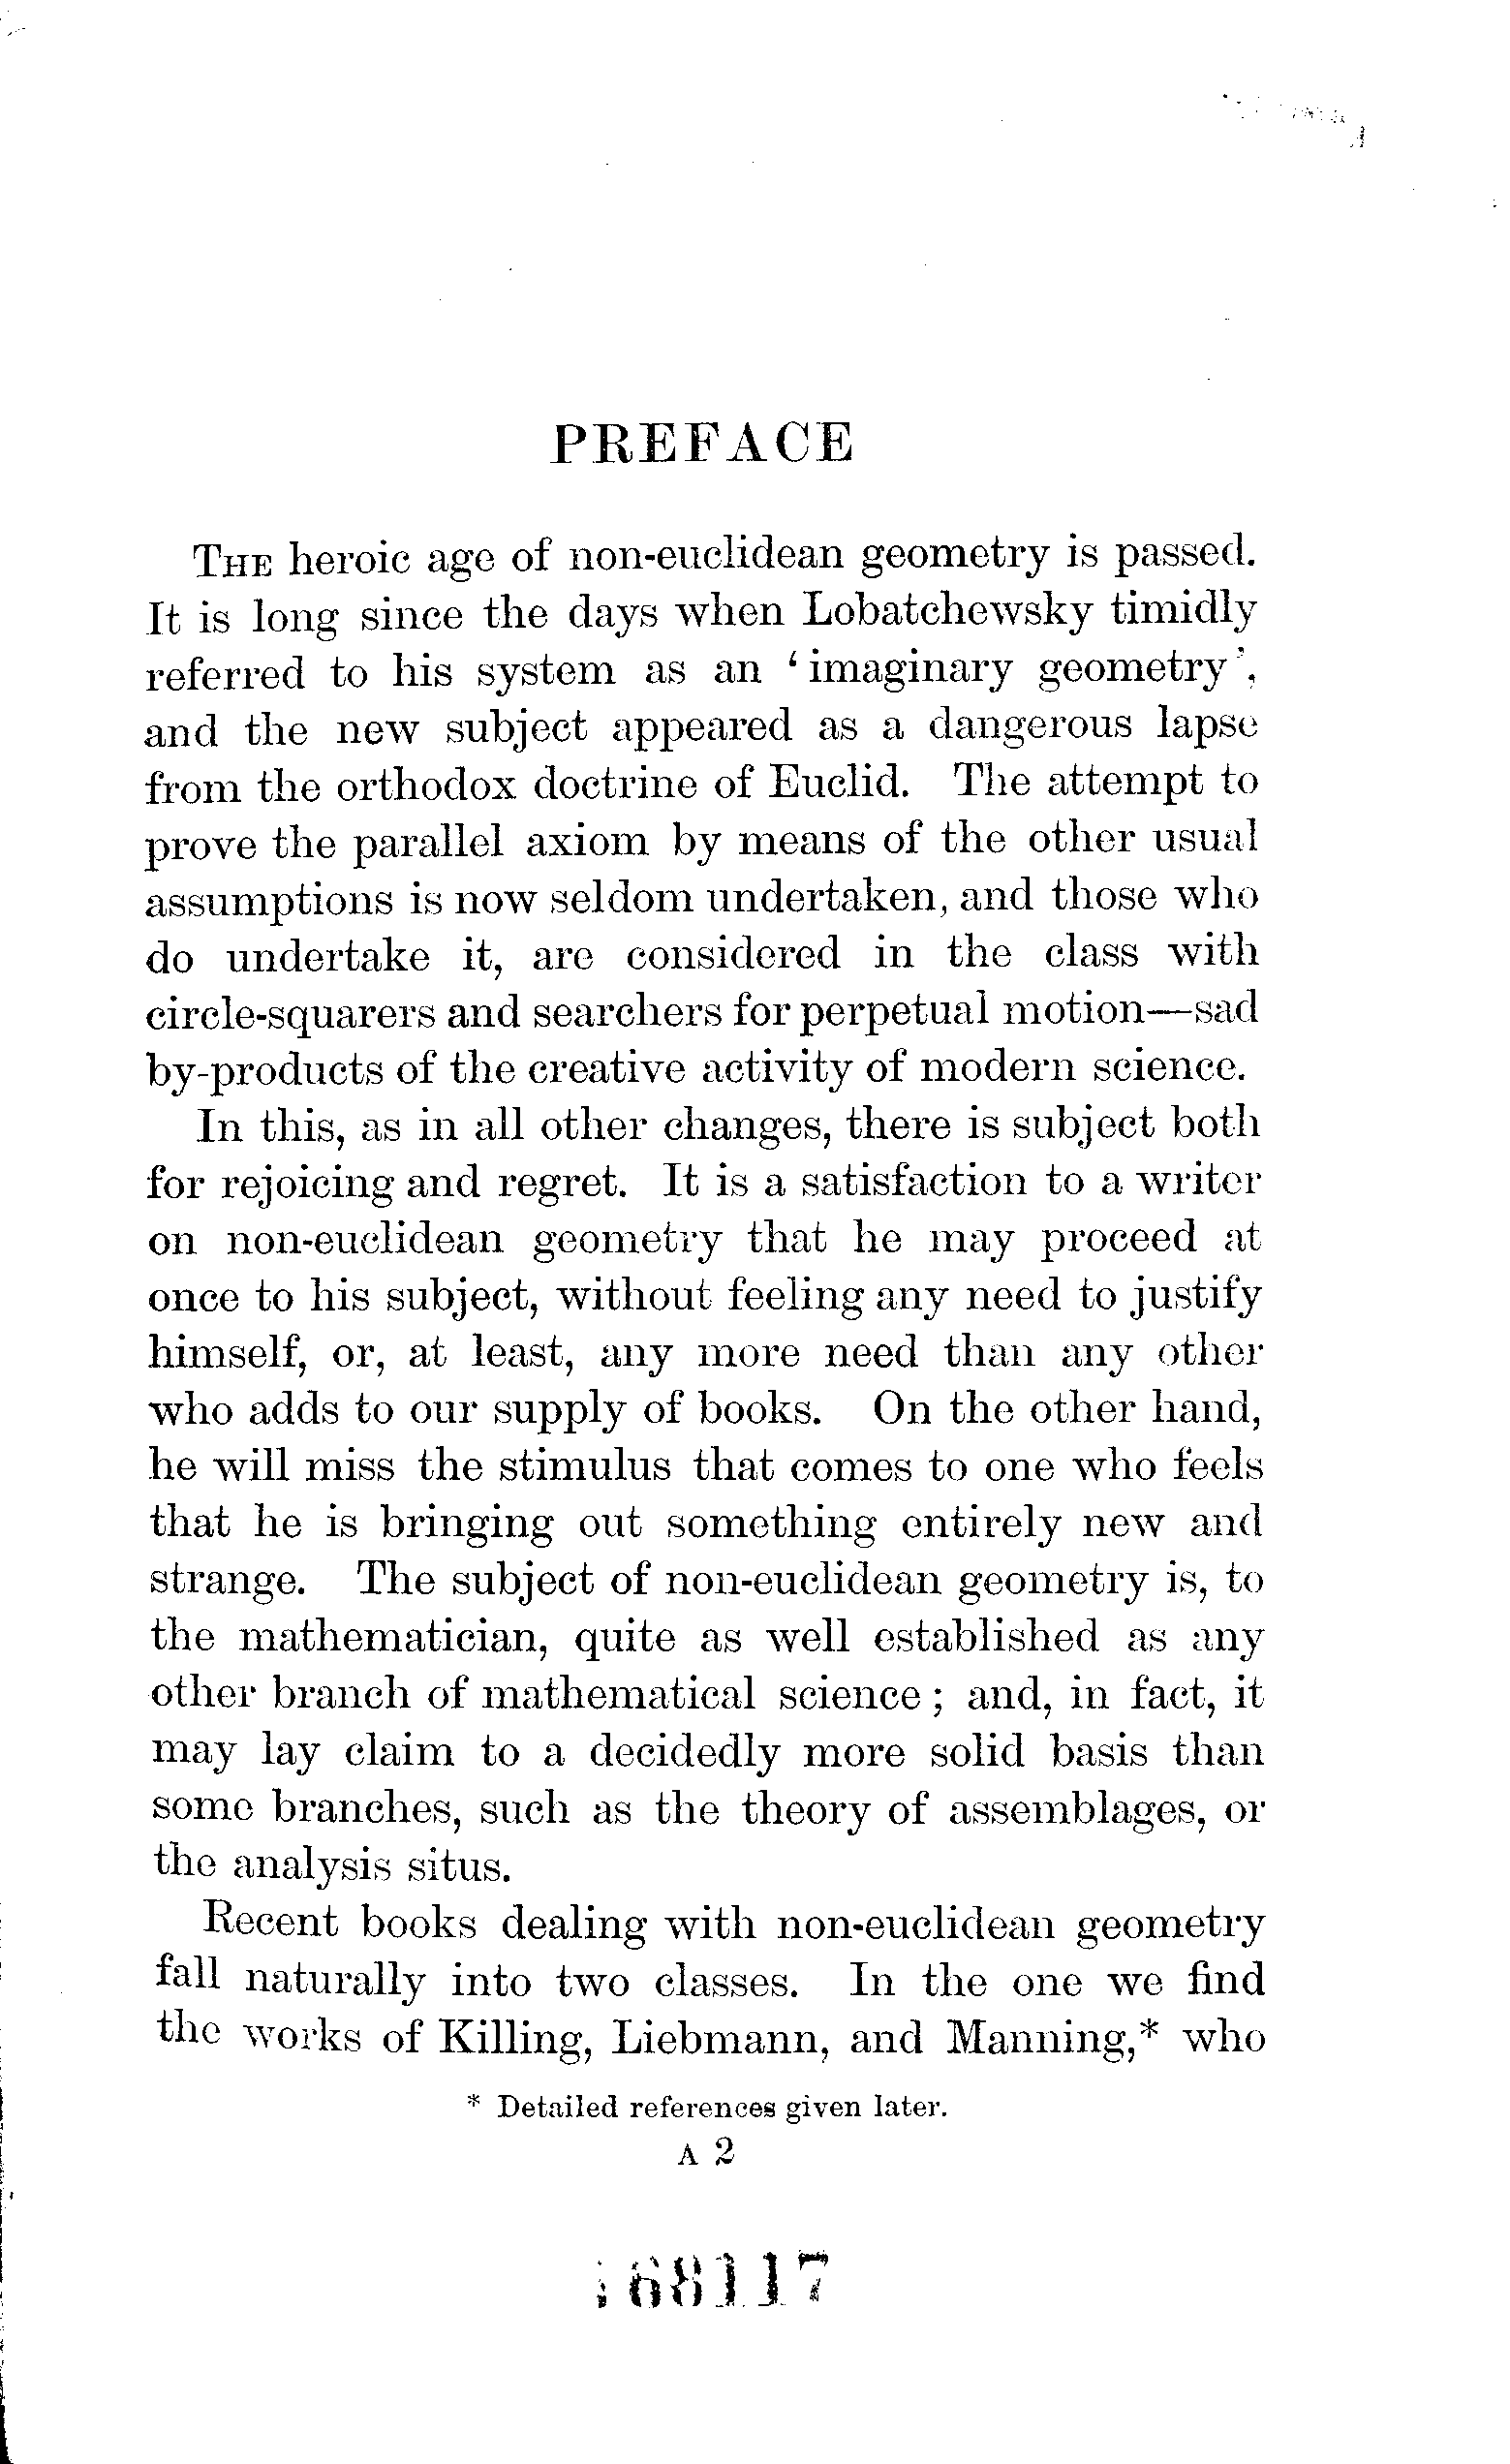 PREFACE
THE heroic age of non-euclidean geometry is passed.
It is long since the days when Lobatchewsky timidly
referred to his system as an ‘imaginary geometry’,
and the new subject appeared as a dangerous lapse
from the orthodox doctrine of Euclid. The attempt to
prove the parallel axiom by means of the other usual
assumptions is now seldom undertaken, and those who
do undertake it, are considered in the class with
circle-squarers and searchers for perpetual motion—sad
by-products of the creative activity of modern science.
In this, as in all other changes, there is subject both
for rejoicing and regret. It is a satisfaction to a writer
on non-euclidean geometry that he may proceed at
once to his subject, without feeling any need to justify
himself, or, at least, any more need than any other
who adds to our supply of books. On the other hand,
he will miss the stimulus that comes to one who feels
that he is bringing out something entirely new and
strange. The subject of non-euclidean geometry is, to
the mathematician, quite as well established as any
other branch of mathematical science; and, in fact, it
may lay claim to a decidedly more solid basis than
some branches, such as the theory of assemblages, or
the analysis situs.
Recent books dealing with non-euclidean geometry
fall naturally into two classes. In the one we find
the works of Killing, Liebmann, and Manning,* who
* Detailed references given later.
A 2
68117